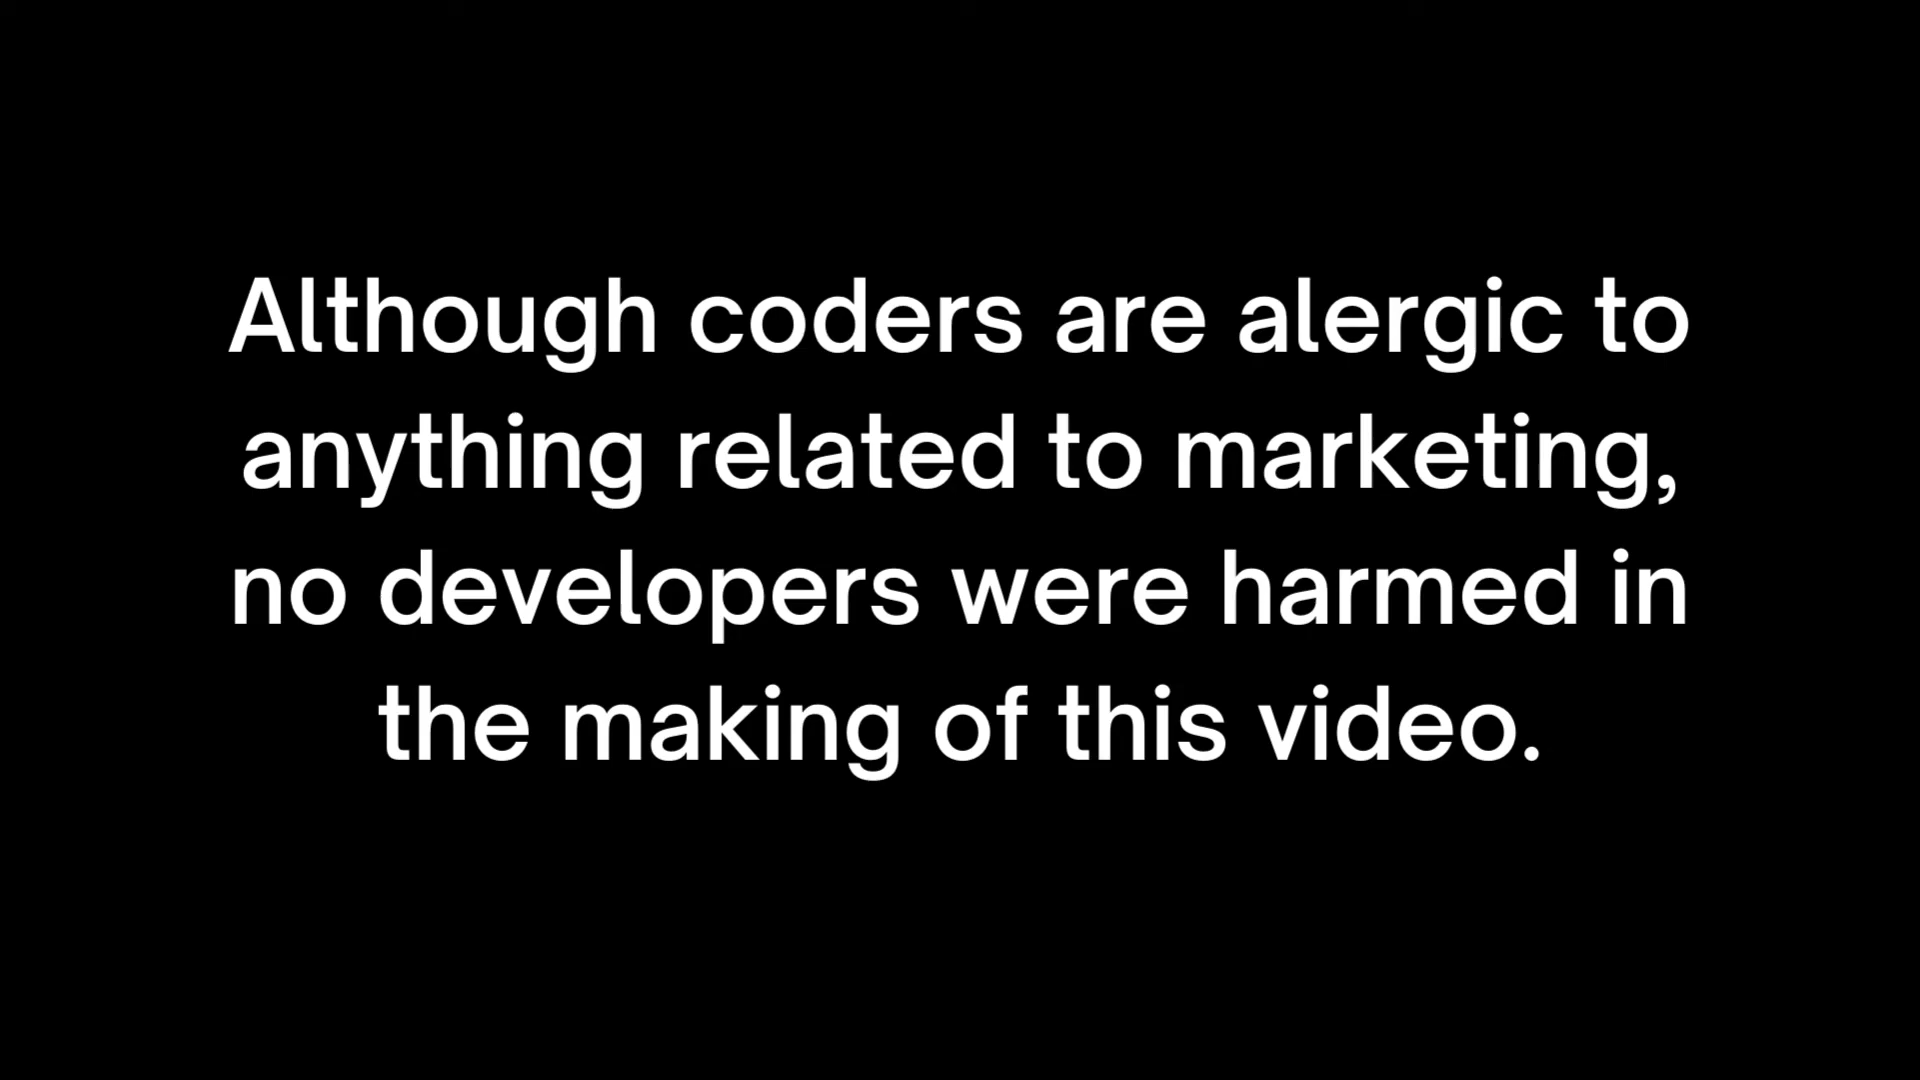 Although coders are alergic to
anything related to marketing,
no developers were harmed in
the making of this video.